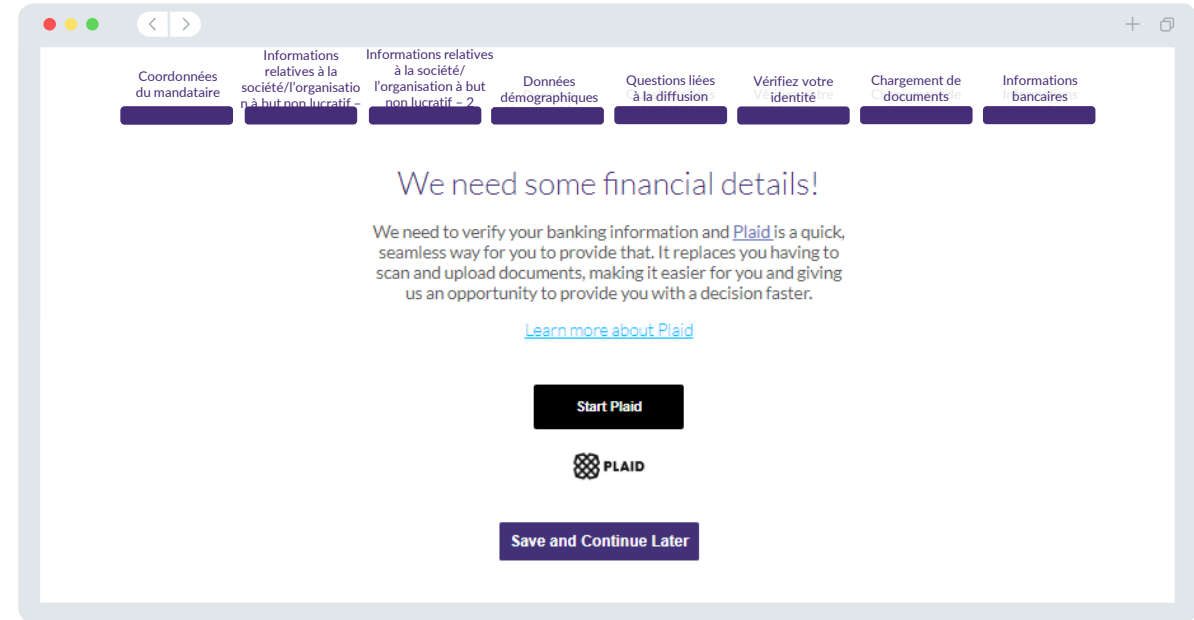 Coordonnées
du mandataire
Informations
relatives à la
société/l'organisatio
n à but non lucratif –
Informations relatives
à la société/
l'organisation à but
non lucratif – 2
Données
démographiques
Questions liées
à la diffusion
Vérifiez votre
identité
Chargement de
documents
Informations
bancaires
We need some financial details!
We need to verify your banking information and Plaid is a quick,
seamless way for you to provide that. It replaces you having to
scan and upload documents, making it easier for you and giving
us an opportunity to provide you with a decision faster.
Learn more about Plaid
Start Plaid
PLAID
Save and Continue Later